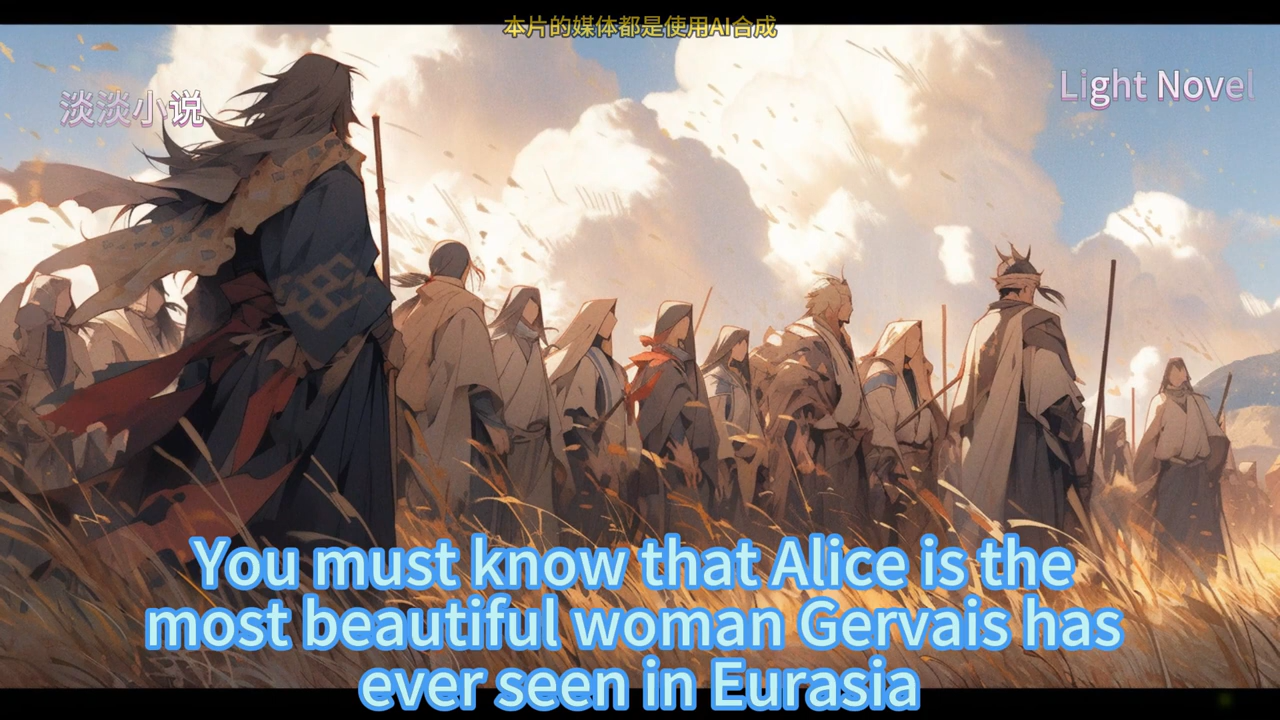 本片的媒体都是使用AI合成
淡淡小说
Light Novel
You must know that Alice is the
most beautiful woman Gervais has
ever seen in Eurasia